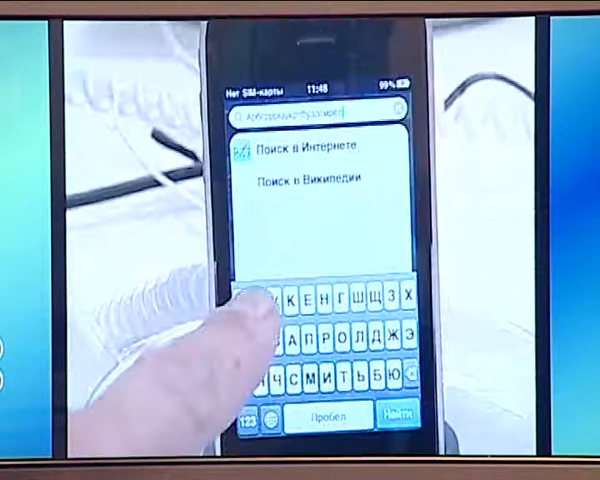 Нет SIM-карты 11:48 99%
Поиск в Интернете
Поиск в Википедии
К Е Н Г Ш Щ З Х
А П Р О Л Д Ж Э
Ч С М И Т Ь Б Ю
123 Пробел Найти